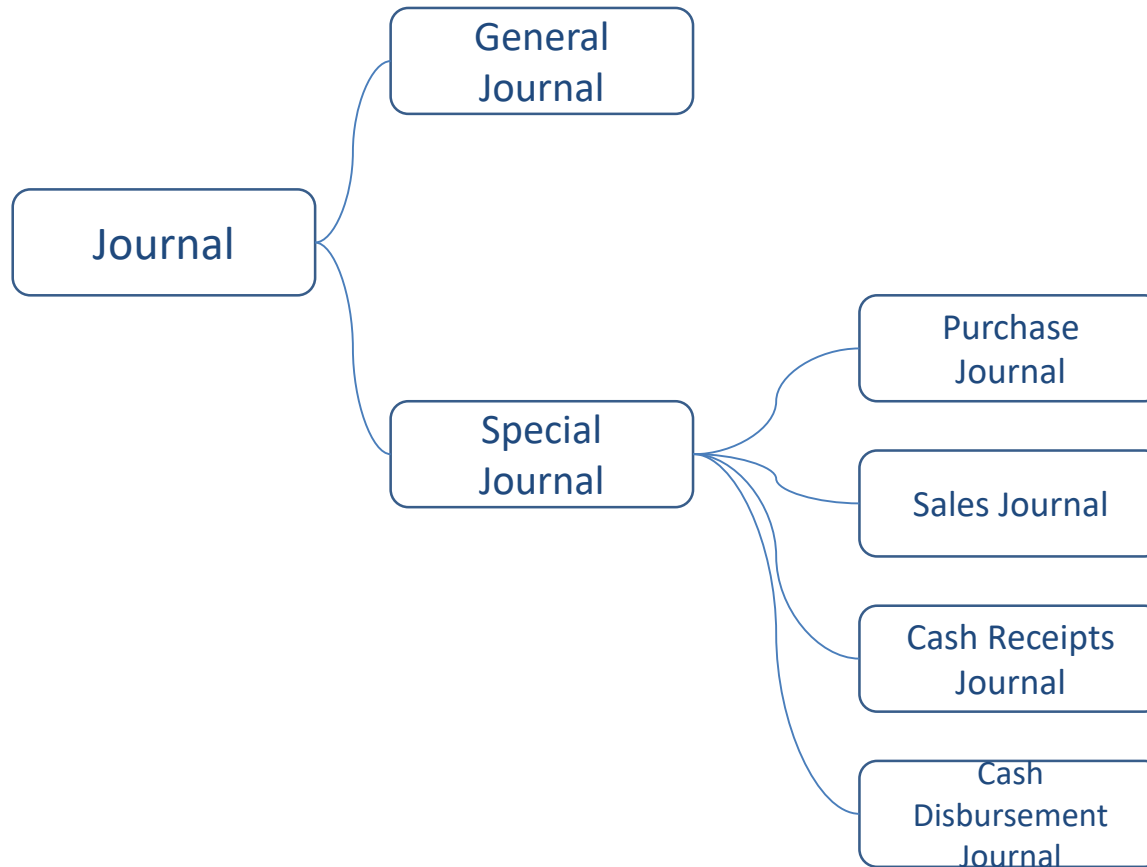 General
Journal
Journal
Special
Journal
Purchase
Journal
Sales Journal
Cash Receipts
Journal
Cash
Disbursement
Journal